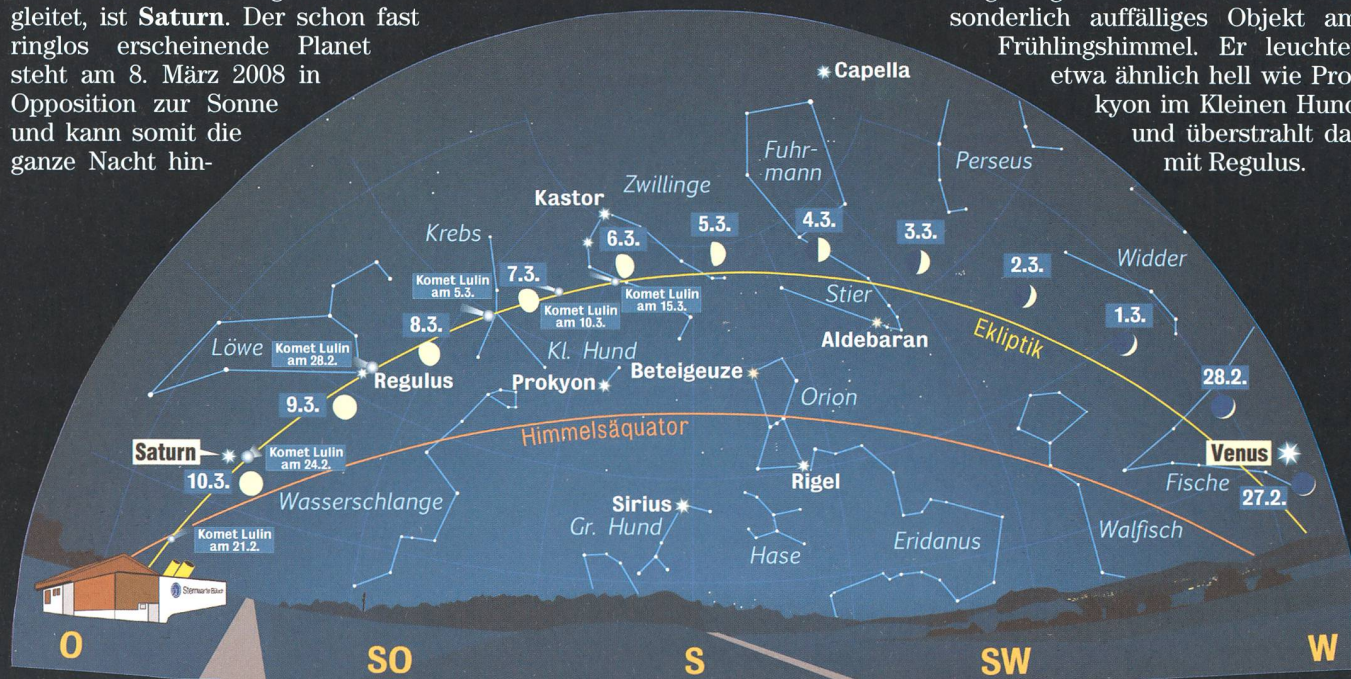 gleitet, ist Saturn. Der schon fast
ringlos erscheinende Planet
steht am 8. März 2008 in
Opposition zur Sonne
und kann somit die
ganze Nacht hin-
sonderlich auffälliges Objekt am
Frühlingshimmel. Er leuchte
etwa ähnlich hell wie Pro-
kyon im Kleinen Hund
und überstrahlt da-
mit Regulus.
Capella
Fuhr-
mann
Perseus
Zwillinge
Kastor
Krebs
5.3.
4.3.
3.3.
6.3.
2.3.
Widder
7.3.
Komet Lulin
am 5.3.
Komet Lulin
am 10.3.
Komet Lulin
am 15.3.
Stier
1.3.
8.3.
Aldebaran
Ekliptik
Löwe
Komet Lulin
am 28.2.
Kl. Hund
Regulus
Prokyon
Beteigeuze
28.2.
9.3.
Orion
Himmelsäquator
Saturn
Komet Lulin
am 24.2.
Venus
10.3.
Rigel
Fische
27.2.
Wasserschlange
Sirius
Gr. Hund
Hase
Eridanus
Walfisch
Komet Lulin
am 21.2.
Sternwarte Bülach
O
SO
S
SW
W